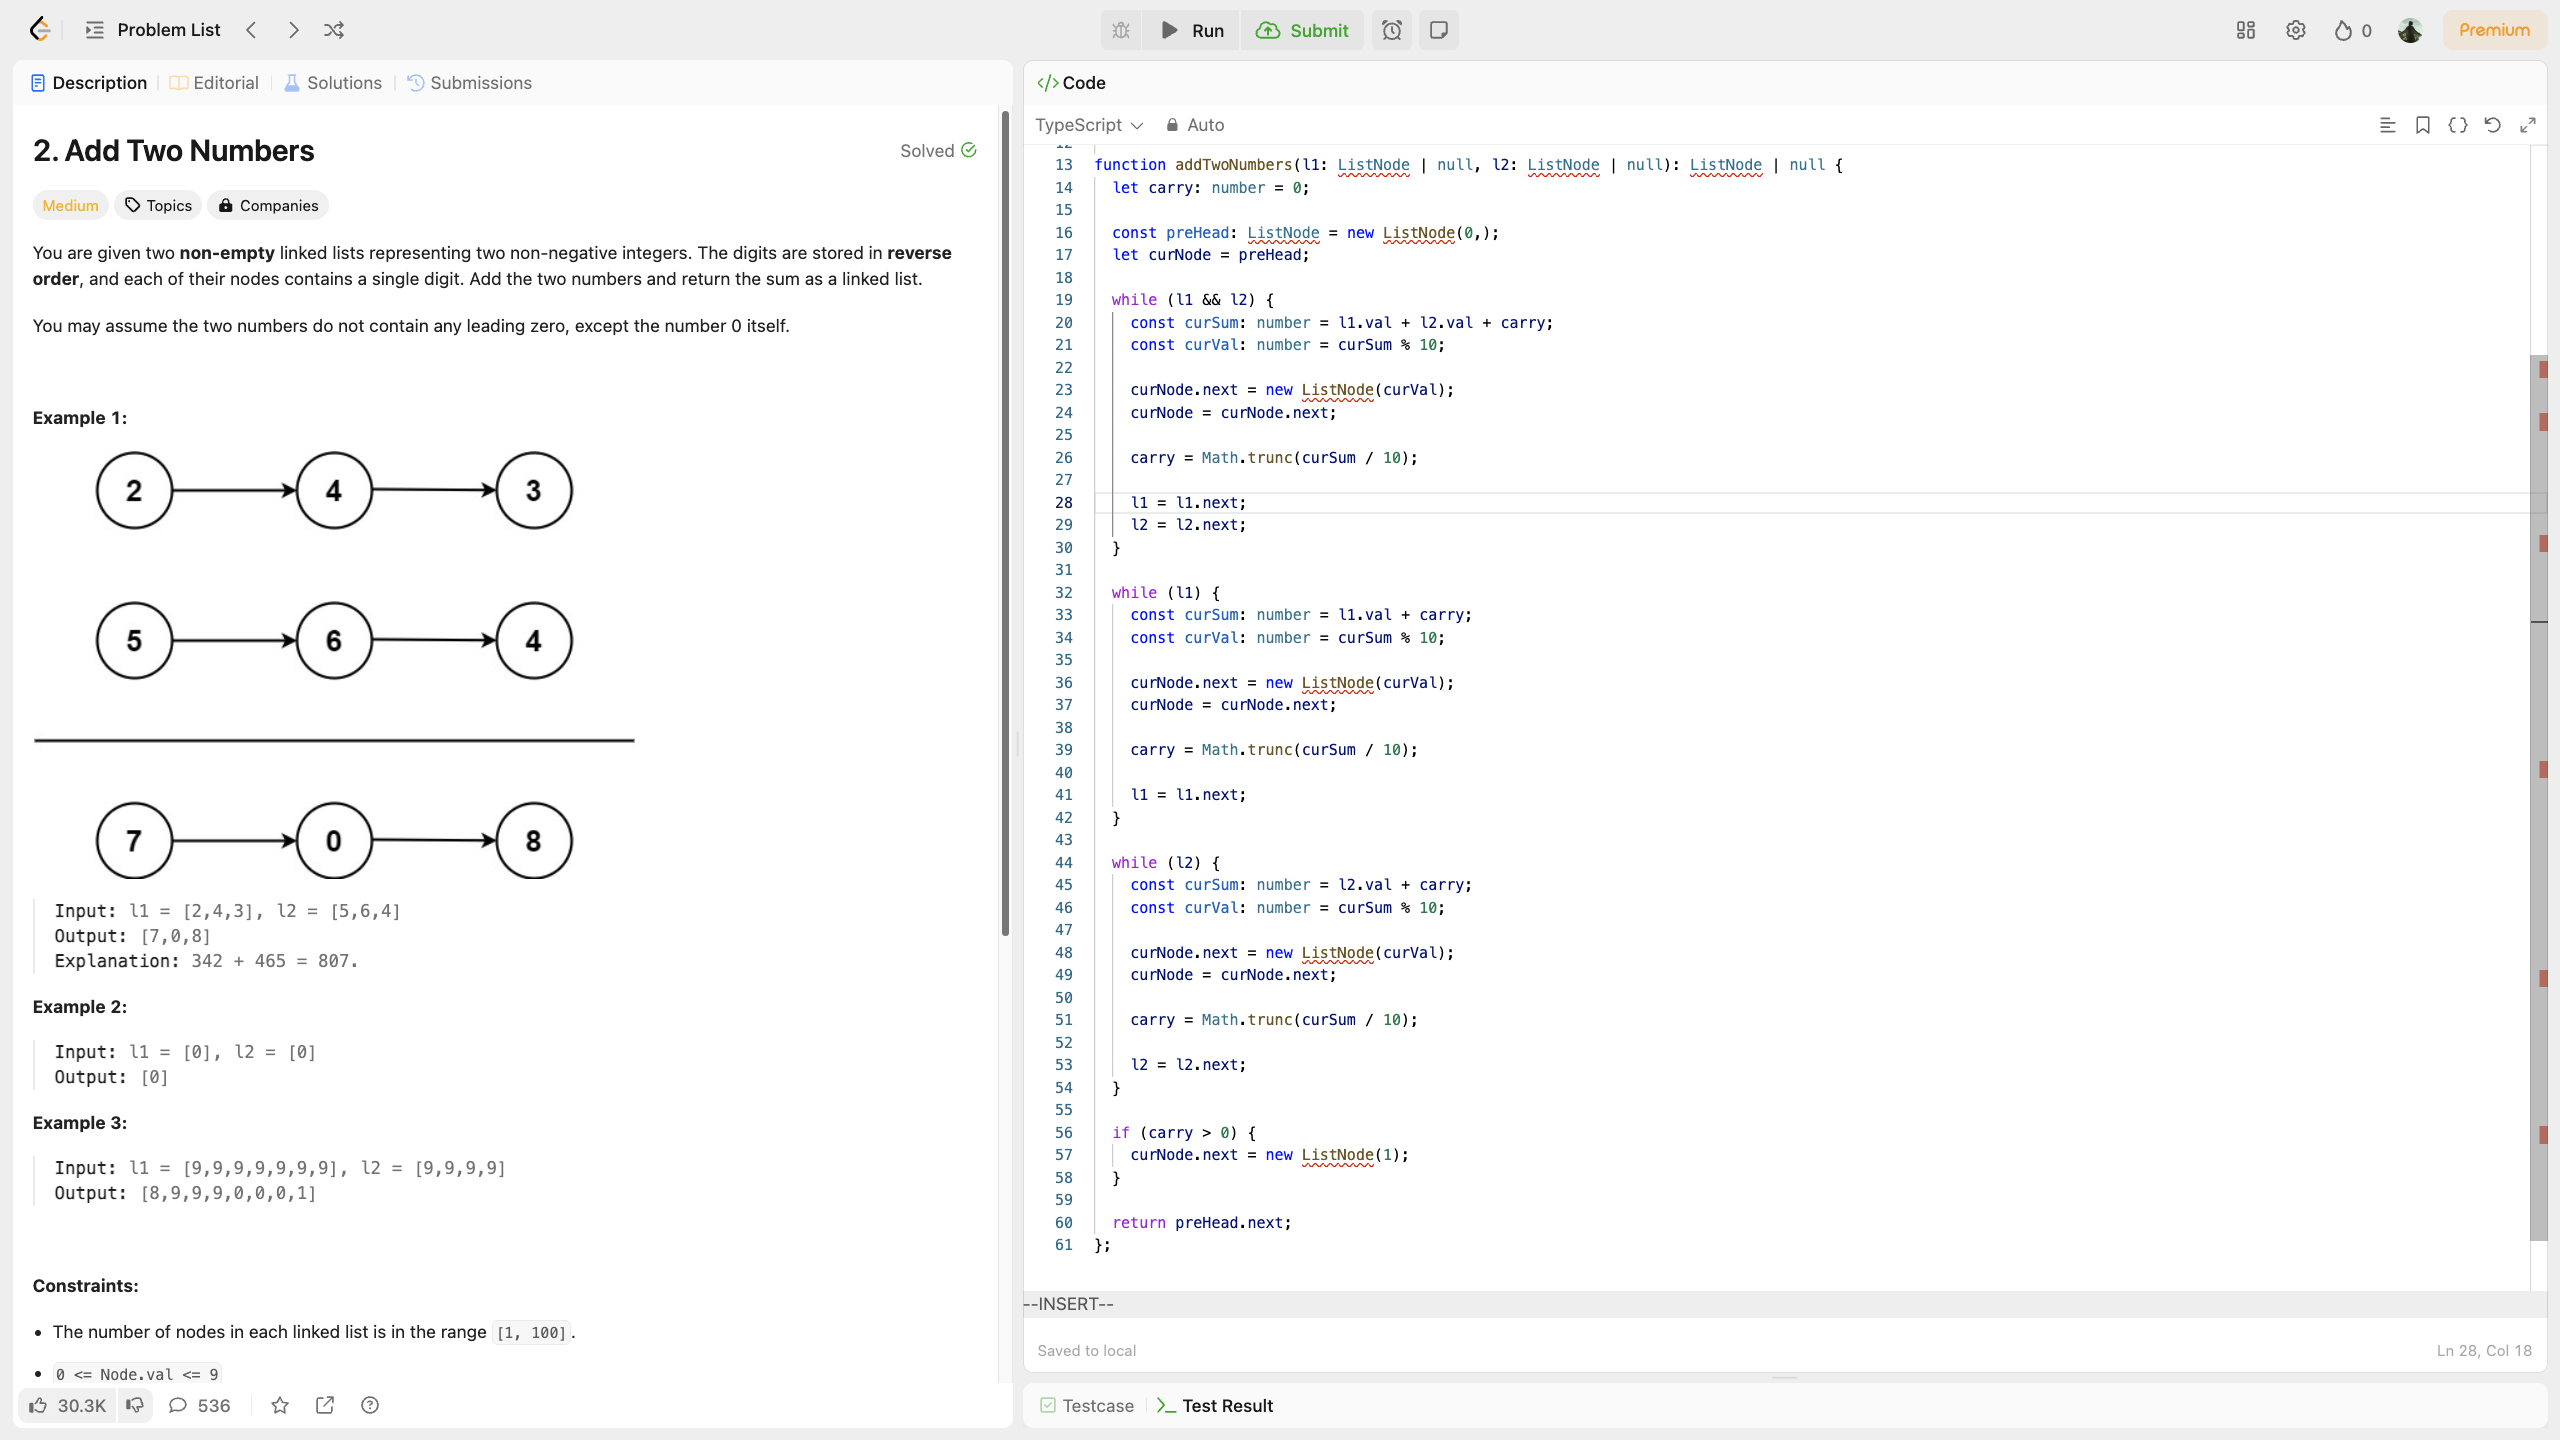 Problem List
Run
Submit
0
Premium
Description
Editorial
Solutions
Submissions
2. Add Two Numbers
Solved
Medium
Topics
Companies
You are given two non-empty linked lists representing two non-negative integers. The digits are stored in reverse
order, and each of their nodes contains a single digit. Add the two numbers and return the sum as a linked list.
You may assume the two numbers do not contain any leading zero, except the number 0 itself.
Example 1:
2 4 3
5 6 4
7 0 8
Input: l1 = [2,4,3], l2 = [5,6,4]
Output: [7,0,8]
Explanation: 342 + 465 = 807.
Example 2:
Input: l1 = [0], l2 = [0]
Output: [0]
Example 3:
Input: l1 = [9,9,9,9,9,9,9], l2 = [9,9,9,9]
Output: [8,9,9,9,0,0,0,1]
Constraints:
• The number of nodes in each linked list is in the range [1, 100].
• 0 <= Node.val <= 9
30.3K
536
</> Code
TypeScript
Auto
12
13 function addTwoNumbers(l1: ListNode | null, l2: ListNode | null): ListNode | null {
14 let carry: number = 0;
15
16 const preHead: ListNode = new ListNode(0,);
17 let curNode = preHead;
18
19 while (l1 && l2) {
20 const curSum: number = l1.val + l2.val + carry;
21 const curVal: number = curSum % 10;
22
23 curNode.next = new ListNode(curVal);
24 curNode = curNode.next;
25
26 carry = Math.trunc(curSum / 10);
27
28 l1 = l1.next;
29 l2 = l2.next;
30 }
31
32 while (l1) {
33 const curSum: number = l1.val + carry;
34 const curVal: number = curSum % 10;
35
36 curNode.next = new ListNode(curVal);
37 curNode = curNode.next;
38
39 carry = Math.trunc(curSum / 10);
40
41 l1 = l1.next;
42 }
43
44 while (l2) {
45 const curSum: number = l2.val + carry;
46 const curVal: number = curSum % 10;
47
48 curNode.next = new ListNode(curVal);
49 curNode = curNode.next;
50
51 carry = Math.trunc(curSum / 10);
52
53 l2 = l2.next;
54 }
55
56 if (carry > 0) {
57 curNode.next = new ListNode(1);
58 }
59
60 return preHead.next;
61 };
--INSERT--
Saved to local
Ln 28, Col 18
Testcase
Test Result